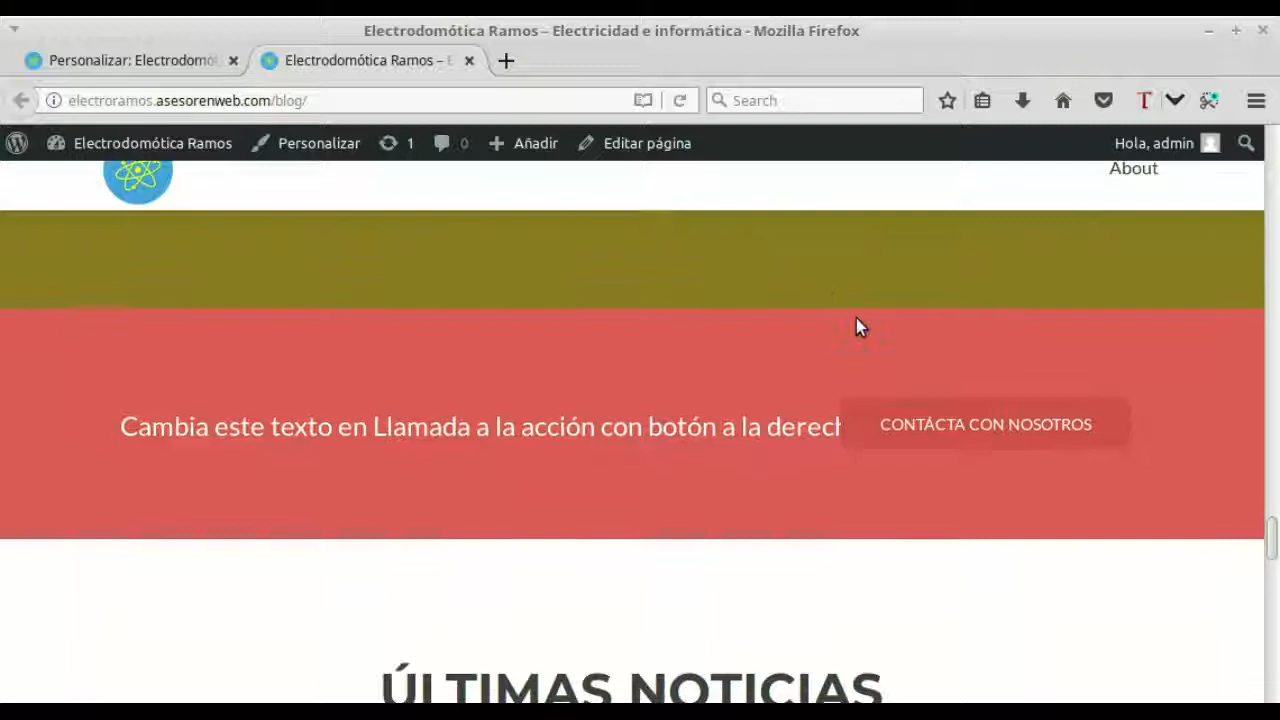 Electrodomótica Ramos – Electricidad e informática - Mozilla Firefox
Personalizar: Electrodomó
Electrodomótica Ramos –
electroramos.asesorenweb.com/blog/
Search
Electrodomótica Ramos Personalizar 1 0 Añadir Editar página Hola, admin
About
Cambia este texto en Llamada a la acción con botón a la derech
CONTÁCTA CON NOSOTROS
ÚLTIMAS NOTICIAS